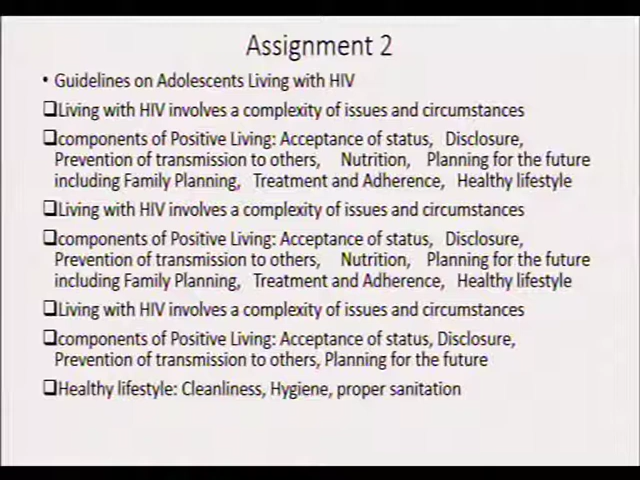 Assignment 2
• Guidelines on Adolescents Living with HIV
❑Living with HIV involves a complexity of issues and circumstances
❑components of Positive Living: Acceptance of status, Disclosure,
Prevention of transmission to others, Nutrition, Planning for the future
including Family Planning, Treatment and Adherence, Healthy lifestyle
❑Living with HIV involves a complexity of issues and circumstances
❑components of Positive Living: Acceptance of status, Disclosure,
Prevention of transmission to others, Nutrition, Planning for the future
including Family Planning, Treatment and Adherence, Healthy lifestyle
❑Living with HIV involves a complexity of issues and circumstances
❑components of Positive Living: Acceptance of status, Disclosure,
Prevention of transmission to others, Planning for the future
❑Healthy lifestyle: Cleanliness, Hygiene, proper sanitation